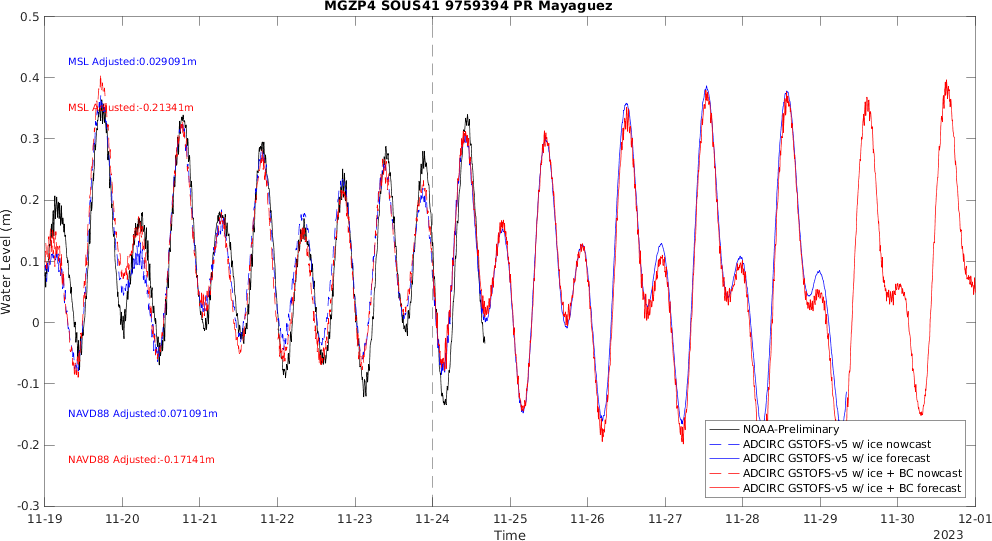 MGZP4 SOUS41 9759394 PR Mayaguez
0.5
0.4
0.3
0.2
0.1
0
-0.1
-0.2
-0.3
Water Level (m)
MSL Adjusted:0.029091m
MSL Adjusted:-0.21341m
NAVD88 Adjusted:0.071091m
NAVD88 Adjusted:-0.17141m
NOAA-Preliminary
ADCIRC GSTOFS-v5 w/ ice nowcast
ADCIRC GSTOFS-v5 w/ ice forecast
ADCIRC GSTOFS-v5 w/ ice + BC nowcast
ADCIRC GSTOFS-v5 w/ ice + BC forecast
11-19 11-20 11-21 11-22 11-23 11-24 11-25 11-26 11-27 11-28 11-29 11-30 12-01
Time
2023